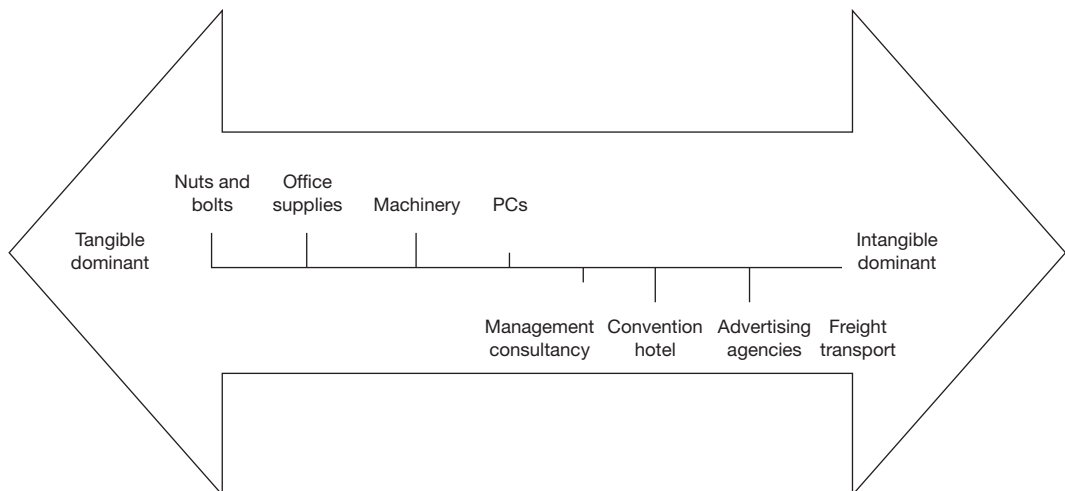 Nuts and
bolts
Office
supplies
Machinery
PCs
Tangible
dominant
Intangible
dominant
Management
consultancy
Convention
hotel
Advertising
agencies
Freight
transport